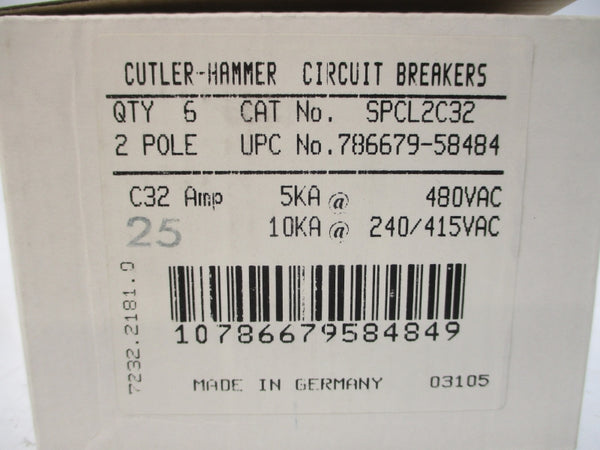 CUTLER-HAMMER CIRCUIT BREAKERS
QTY 6 CAT No. SPCL2C32
2 POLE UPC No.786679-58484
C32 Amp 5KA @ 480VAC
25 10KA @ 240/415VAC
7232.2181.0
10786679584849
MADE IN GERMANY 03105